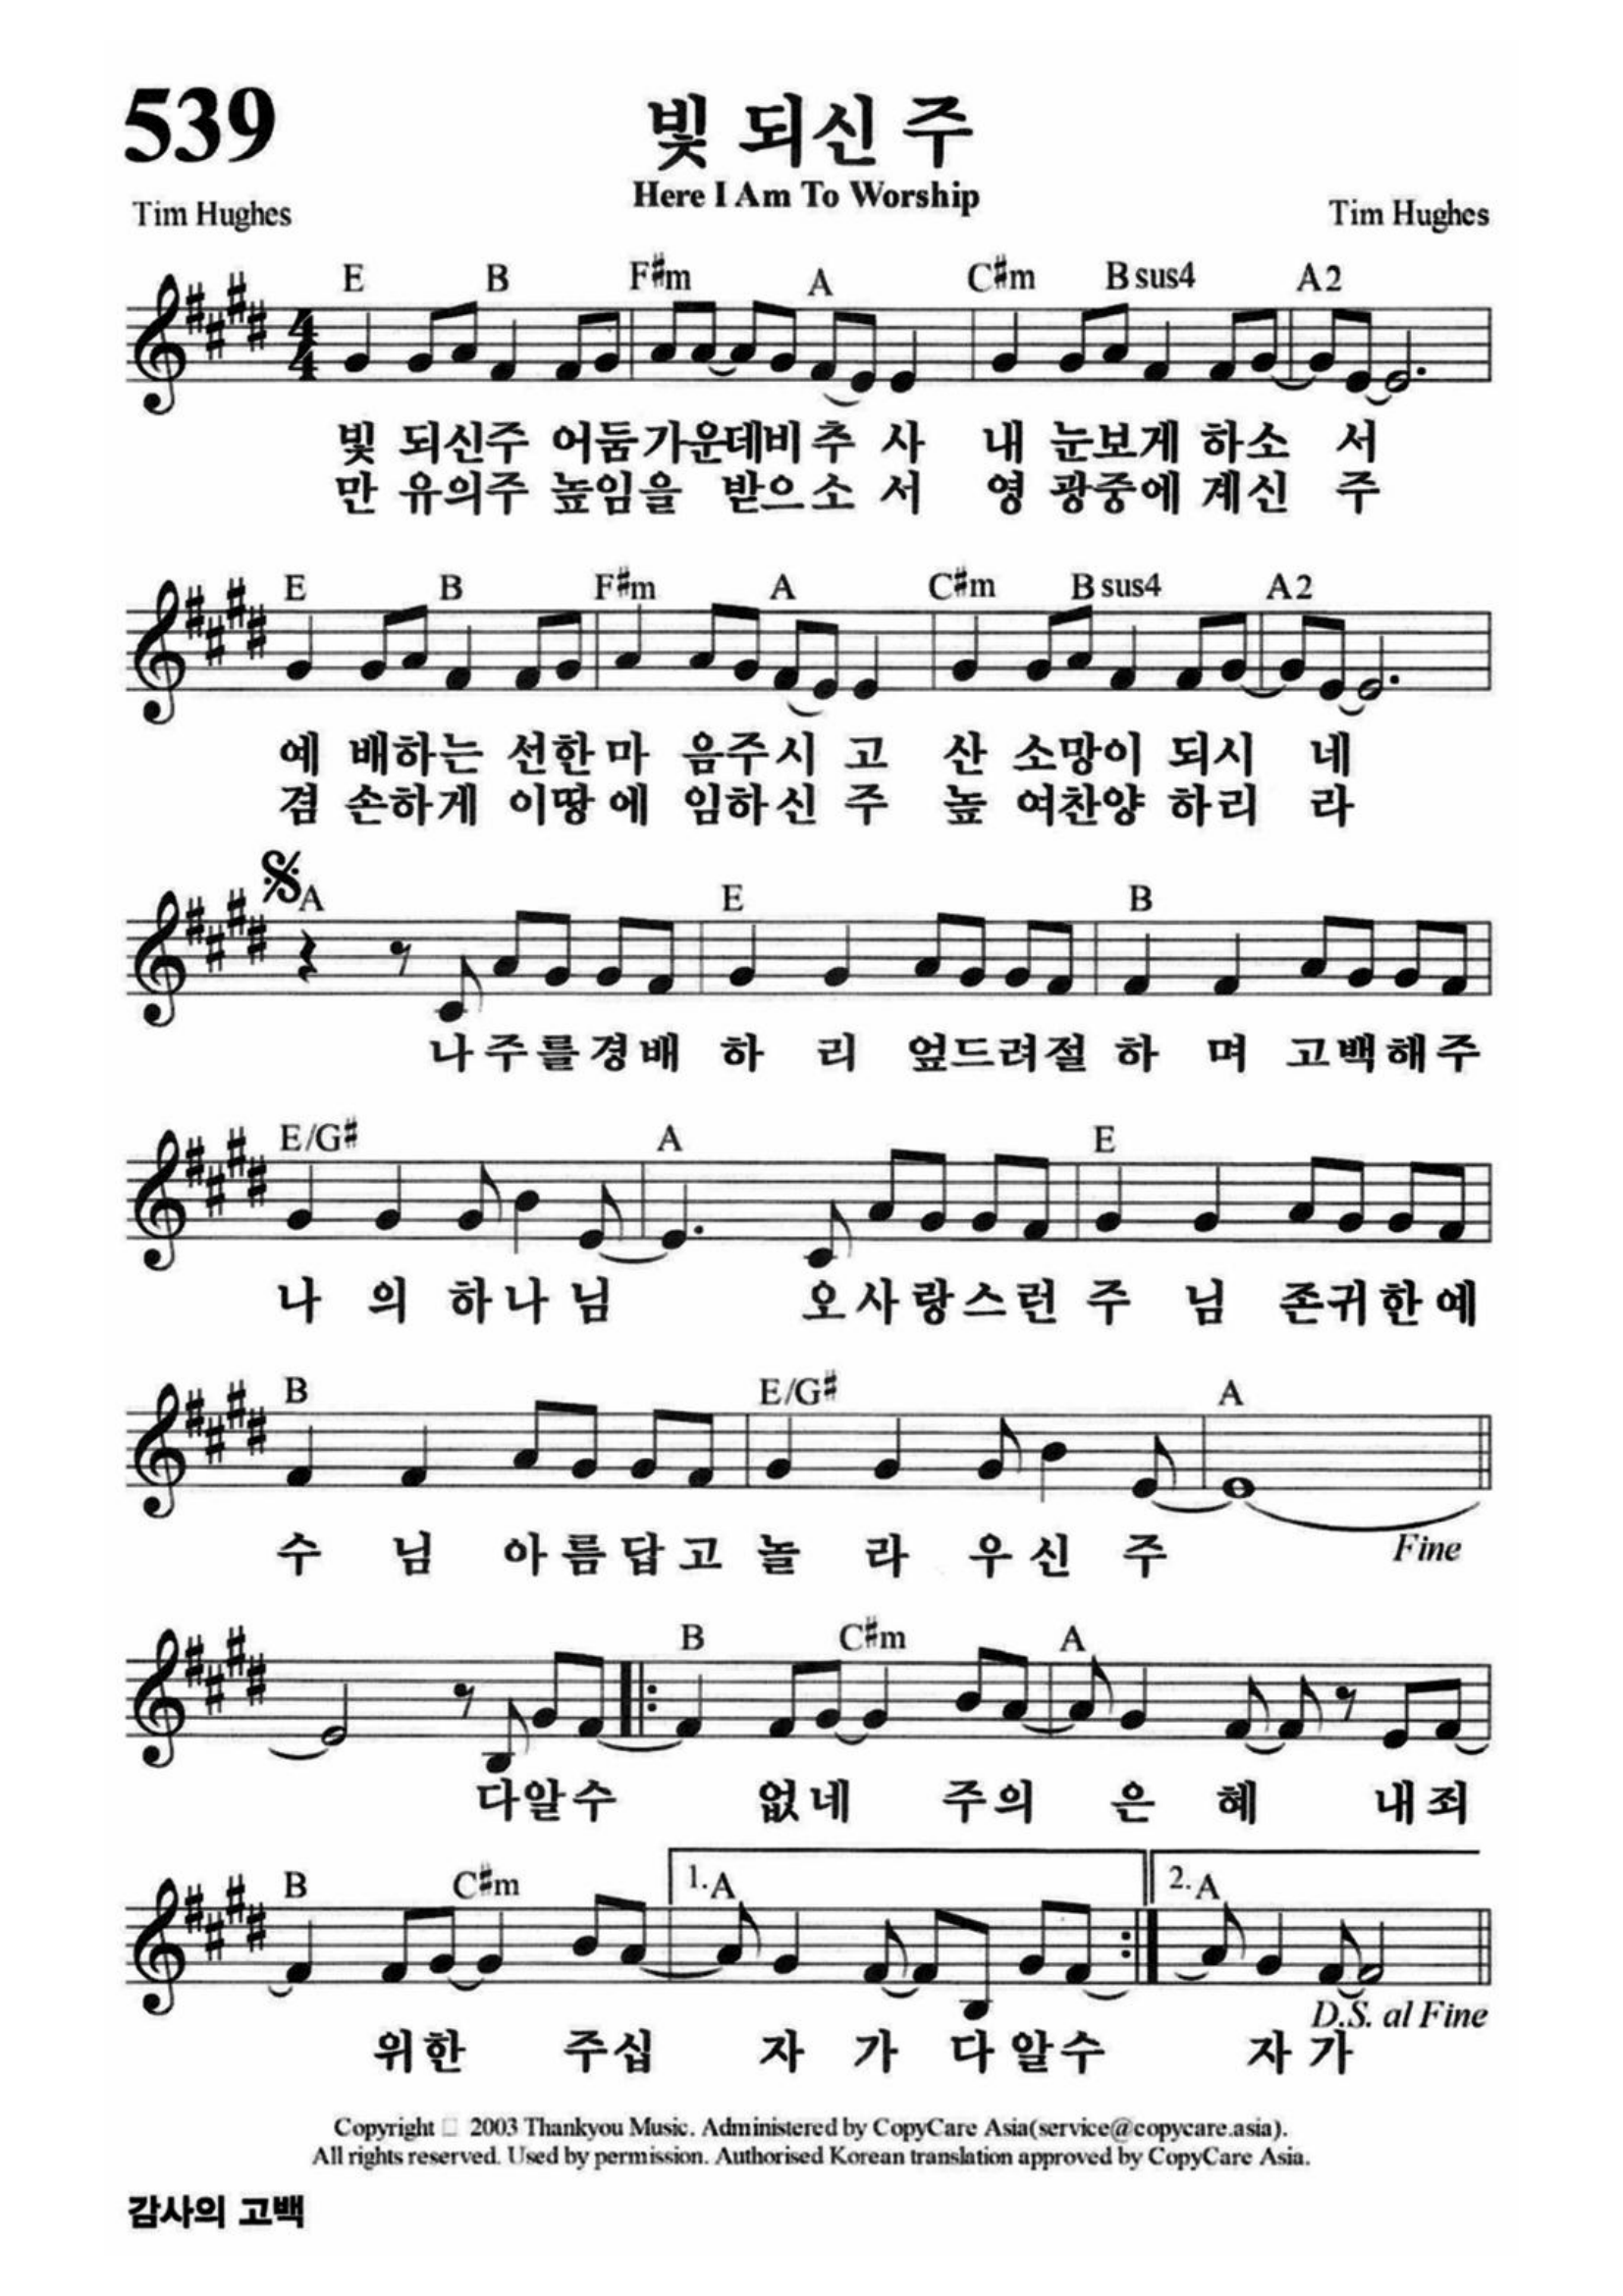 539
빛 되신 주
Here I Am To Worship
Tim Hughes
Tim Hughes
E B F#m A C#m B sus4 A2
빛 되신주 어둠가운데비추 사 내 눈보게 하소 서
만 유의주 높임을 받으소 서 영 광중에 계신 주
E B F#m A C#m B sus4 A2
예 배하는 선한마 음주시 고 산 소망이 되시 네
겸 손하게 이땅에 임하신 주 높 여찬양 하리 라
A E B
나주를경배 하 리 엎드려절 하 며 고백해주
E/G# A E
나 의 하나님 오사랑스런 주 님 존귀한예
B E/G# A
수 님 아름답고 놀 라 우신 주
Fine
B C#m A
다알수 없네 주의 은 혜 내죄
B C#m 1. A 2. A
D.S. al Fine
위한 주십 자 가 다알수 자가
Copyright □ 2003 Thankyou Music. Administered by CopyCare Asia(service@copycare.asia).
All rights reserved. Used by permission. Authorised Korean translation approved by CopyCare Asia.
감사의 고백